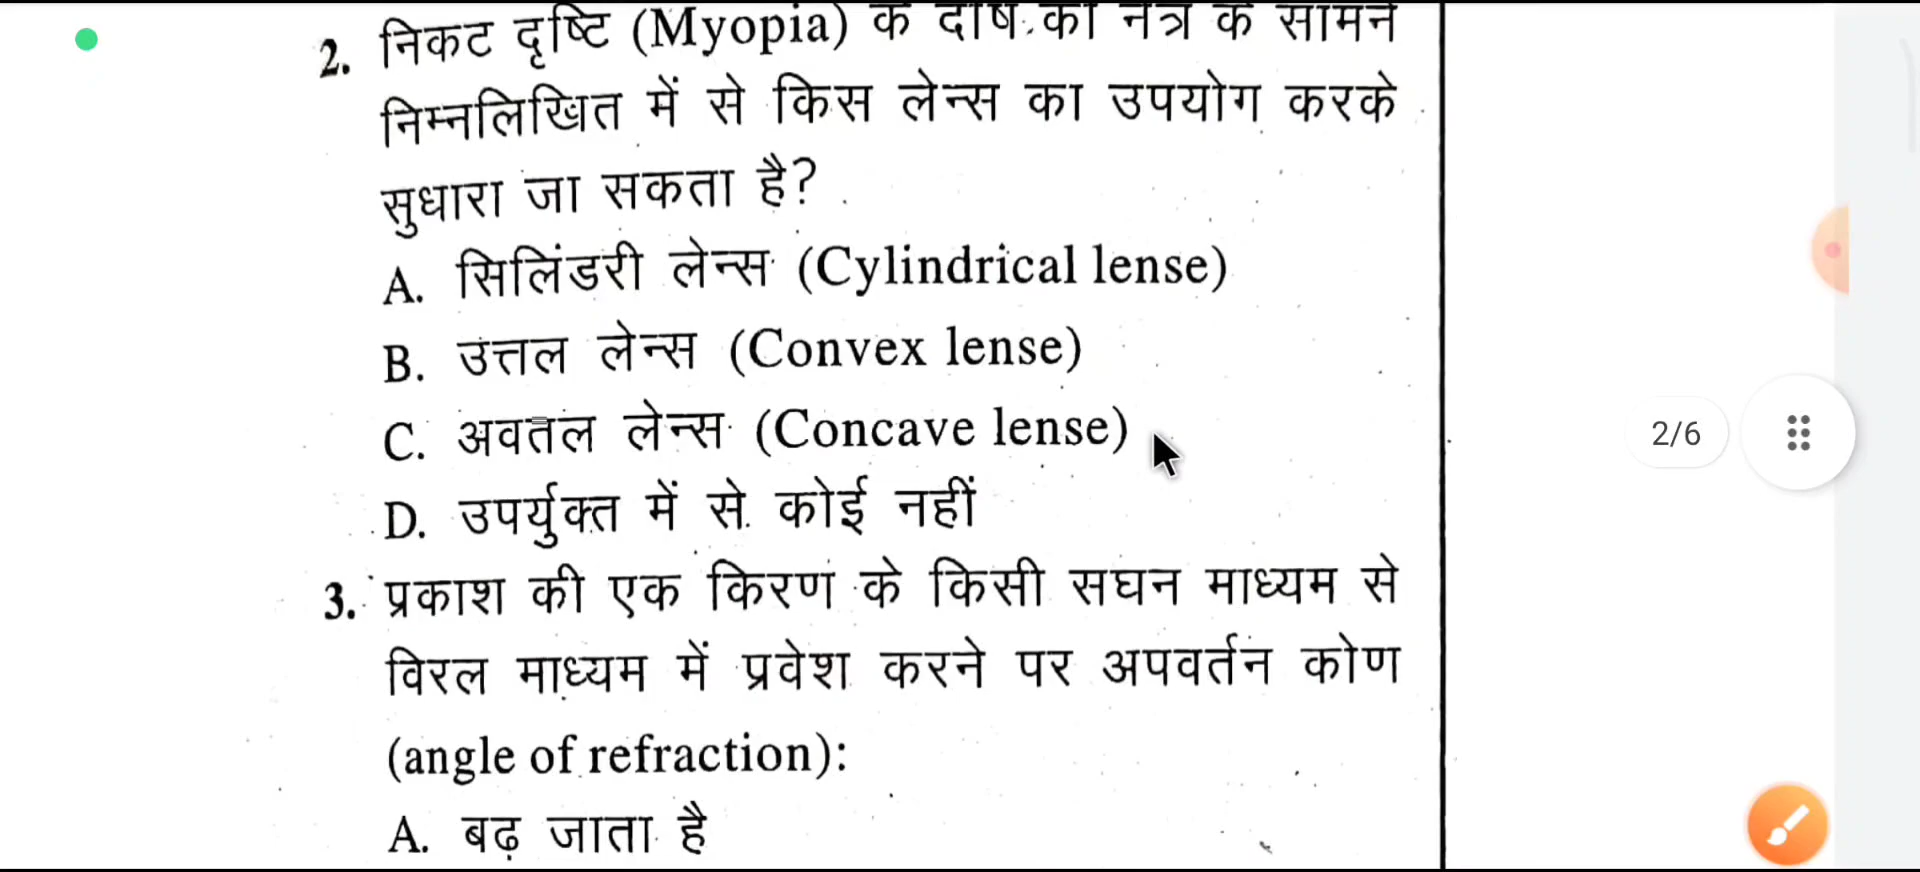 2. निकट दृष्टि (Myopia) के दोष को नेत्र के सामने
निम्नलिखित में से किस लेन्स का उपयोग करके
सुधारा जा सकता है?
A. सिलिंडरी लेन्स (Cylindrical lense)
B. उत्तल लेन्स (Convex lense)
C. अवतल लेन्स (Concave lense)
2/6
D. उपर्युक्त में से कोई नहीं
3. प्रकाश की एक किरण के किसी सघन माध्यम से
विरल माध्यम में प्रवेश करने पर अपवर्तन कोण
(angle of refraction):
A. बढ़ जाता है